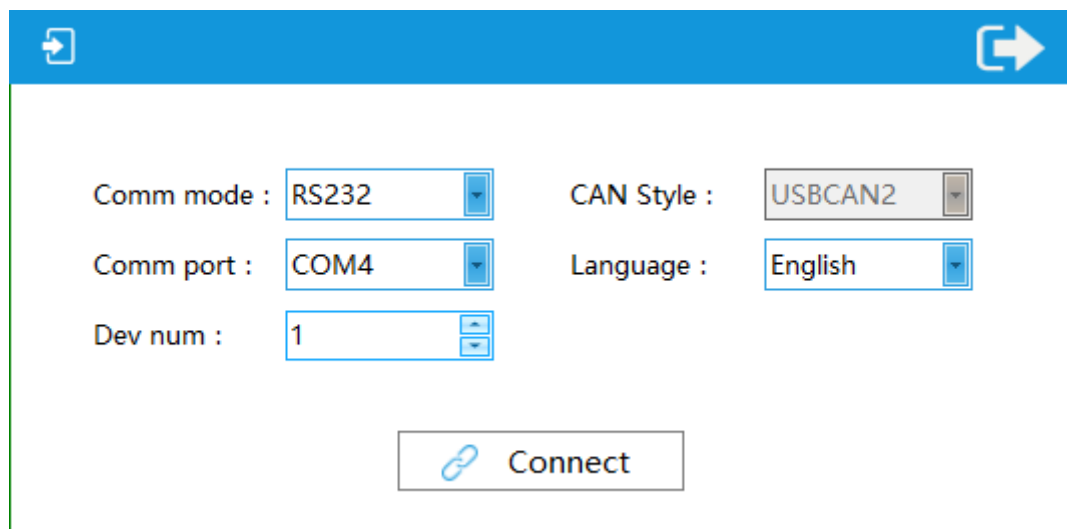 Comm mode : RS232 CAN Style : USBCAN2
Comm port : COM4 Language : English
Dev num : 1
Connect